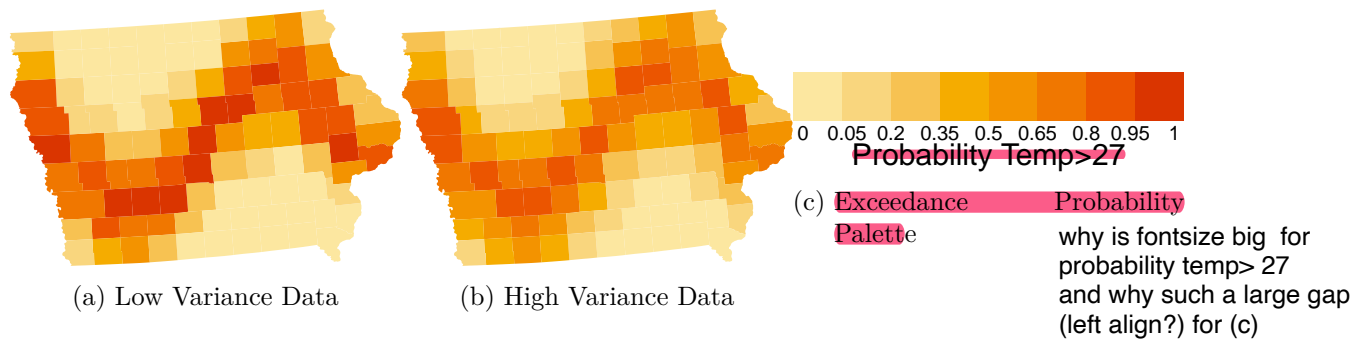 0 0.05 0.2 0.35 0.5 0.65 0.8 0.95 1
Probability Temp>27
(c) Exceedance Probability
Palette
why is fontsize big for
probability temp> 27
and why such a large gap
(left align?) for (c)
(a) Low Variance Data
(b) High Variance Data